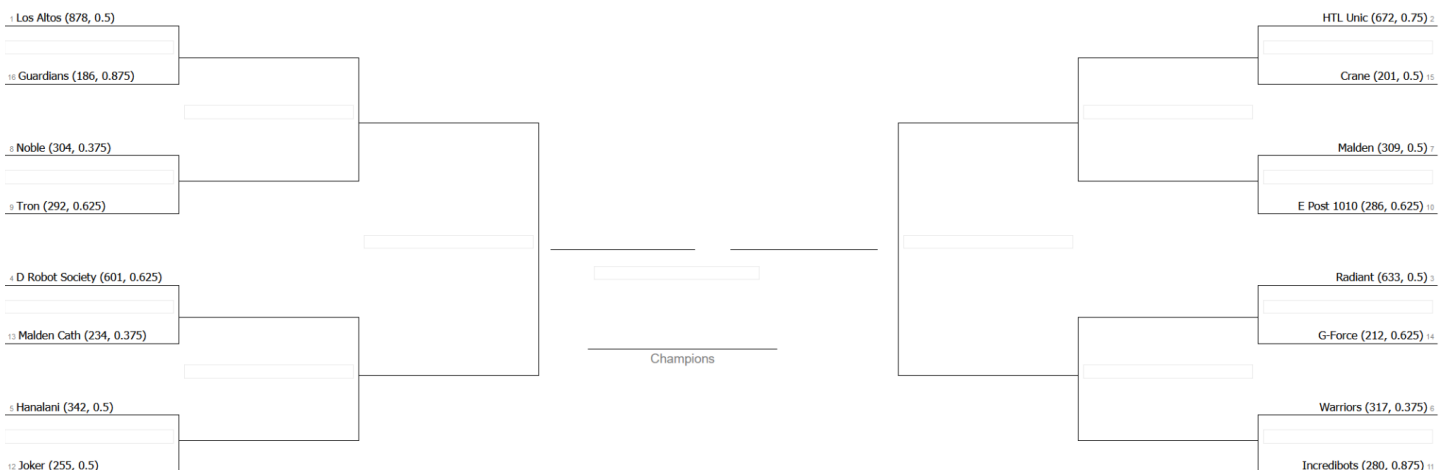 1 Los Altos (878, 0.5)
16 Guardians (186, 0.875)
8 Noble (304, 0.375)
9 Tron (292, 0.625)
4 D Robot Society (601, 0.625)
13 Malden Cath (234, 0.375)
5 Hanalani (342, 0.5)
12 Joker (255, 0.5)
Champions
HTL Unic (672, 0.75) 2
Crane (201, 0.5) 15
Malden (309, 0.5) 7
E Post 1010 (286, 0.625) 10
Radiant (633, 0.5) 3
G-Force (212, 0.625) 14
Warriors (317, 0.375) 6
Incredibots (280, 0.875) 11